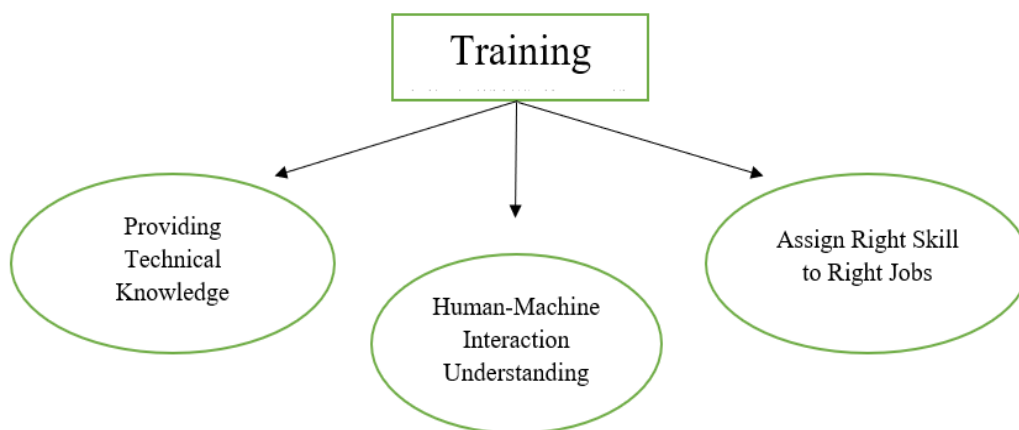 Training
Providing
Technical
Knowledge
Human-Machine
Interaction
Understanding
Assign Right Skill
to Right Jobs